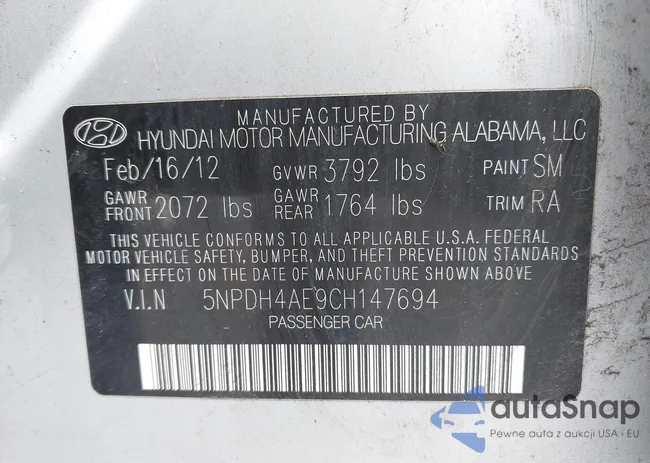 MANUFACTURED BY
HYUNDAI MOTOR MANUFACTURING ALABAMA, LLC
Feb/16/12 GVWR 3792 lbs PAINT SM
GAWR FRONT 2072 lbs GAWR REAR 1764 lbs TRIM RA
THIS VEHICLE CONFORMS TO ALL APPLICABLE U.S.A. FEDERAL
MOTOR VEHICLE SAFETY, BUMPER, AND THEFT PREVENTION STANDARDS
IN EFFECT ON THE DATE OF MANUFACTURE SHOWN ABOVE
V.I.N 5NPDH4AE9CH147694
PASSENGER CAR
autoSnap
Pewne auta z aukcji USA i EU